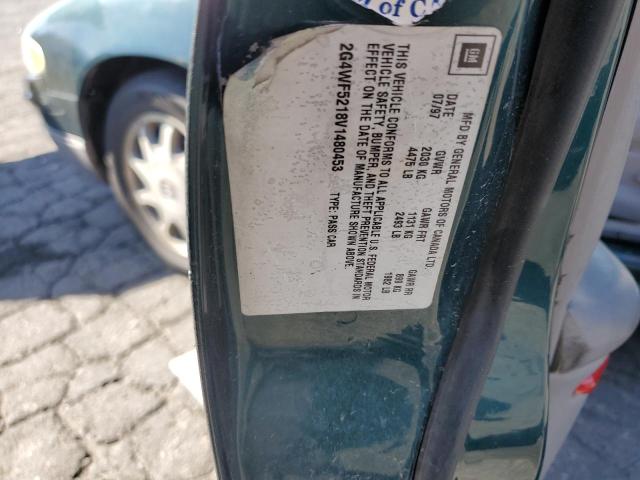 of C
GM
MFD BY GENERAL MOTORS OF CANADA LTD.
DATE GVWR GAWR FRT GAWR RR
07/97 2030 KG 1131 KG 899 KG
4476 LB 2493 LB 1982 LB
THIS VEHICLE CONFORMS TO ALL APPLICABLE U.S. FEDERAL MOTOR
VEHICLE SAFETY, BUMPER, AND THEFT PREVENTION STANDARDS IN
EFFECT ON THE DATE OF MANUFACTURE SHOWN ABOVE.
2G4WF5218V1480453 TYPE: PASS CAR